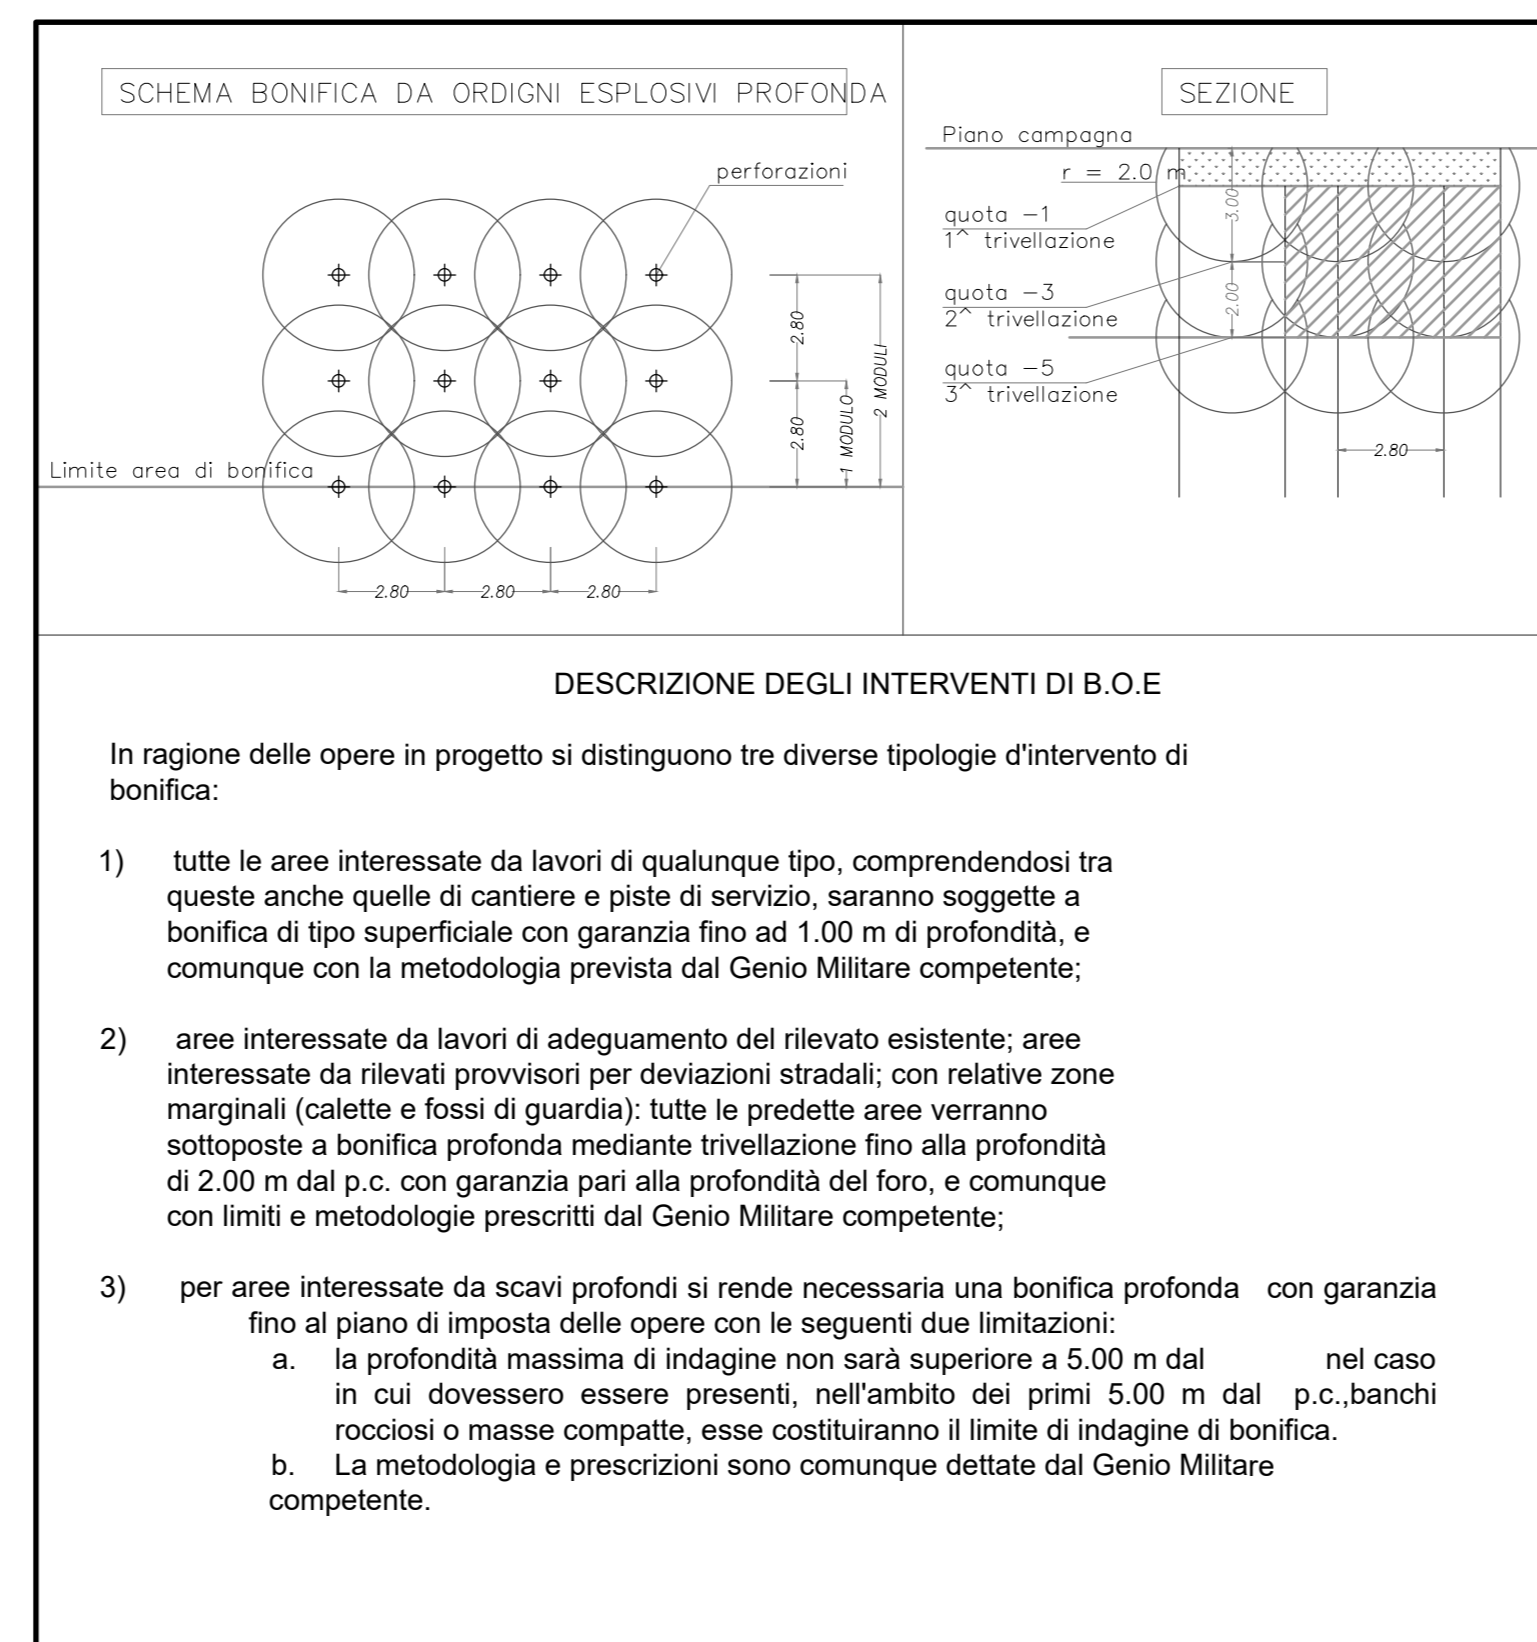 SCHEMA BONIFICA DA ORDIGNI ESPLOSIVI PROFONDA
perforazioni
2.80
2.80
1 MODULO
2 MODULI
Limite area di bonifica
2.80
2.80
2.80
SEZIONE
Piano campagna
r = 2.0 m
3.00
quota -1
1^ trivellazione
2.00
quota -3
2^ trivellazione
quota -5
3^ trivellazione
2.80
DESCRIZIONE DEGLI INTERVENTI DI B.O.E
In ragione delle opere in progetto si distinguono tre diverse tipologie d'intervento di
bonifica:
1) tutte le aree interessate da lavori di qualunque tipo, comprendendosi tra
queste anche quelle di cantiere e piste di servizio, saranno soggette a
bonifica di tipo superficiale con garanzia fino ad 1.00 m di profondità, e
comunque con la metodologia prevista dal Genio Militare competente;
2) aree interessate da lavori di adeguamento del rilevato esistente; aree
interessate da rilevati provvisori per deviazioni stradali; con relative zone
marginali (calette e fossi di guardia): tutte le predette aree verranno
sottoposte a bonifica profonda mediante trivellazione fino alla profondità
di 2.00 m dal p.c. con garanzia pari alla profondità del foro, e comunque
con limiti e metodologie prescritti dal Genio Militare competente;
3) per aree interessate da scavi profondi si rende necessaria una bonifica profonda con garanzia
fino al piano di imposta delle opere con le seguenti due limitazioni:
a. la profondità massima di indagine non sarà superiore a 5.00 m dal nel caso
in cui dovessero essere presenti, nell'ambito dei primi 5.00 m dal p.c.,banchi
rocciosi o masse compatte, esse costituiranno il limite di indagine di bonifica.
b. La metodologia e prescrizioni sono comunque dettate dal Genio Militare
competente.